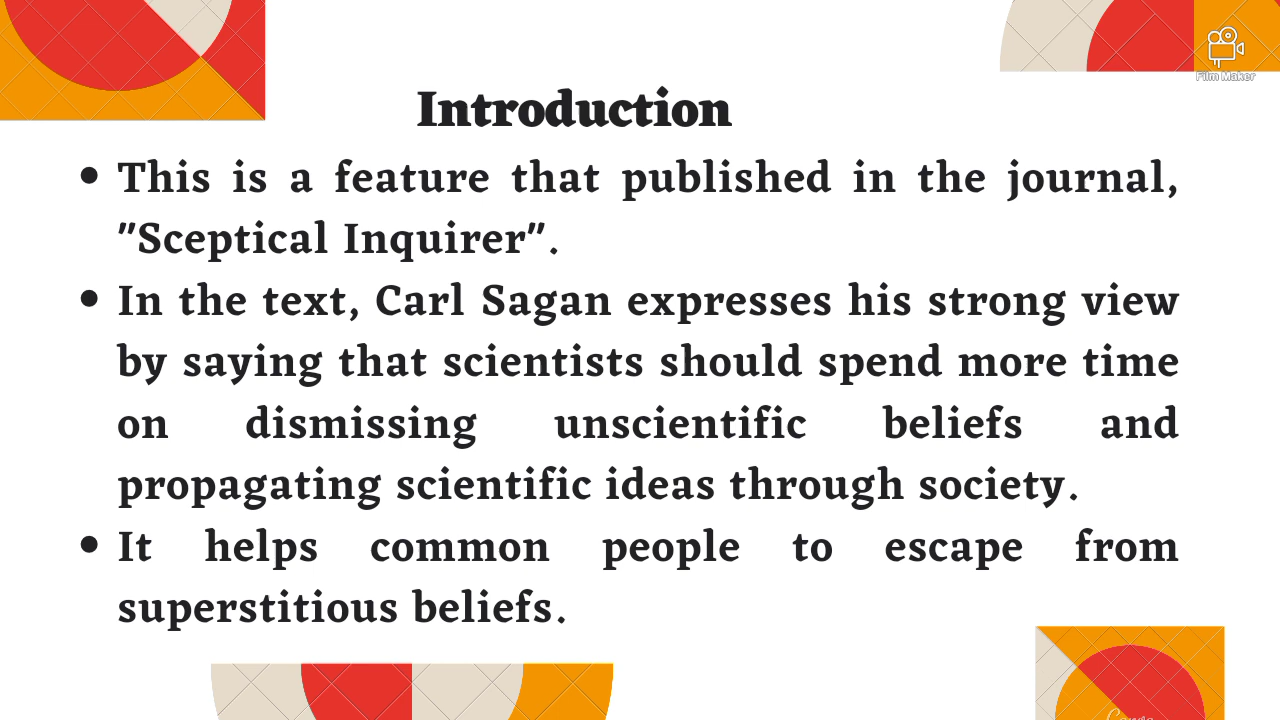 Film Maker
Introduction
• This is a feature that published in the journal,
"Sceptical Inquirer".
• In the text, Carl Sagan expresses his strong view
by saying that scientists should spend more time
on dismissing unscientific beliefs and
propagating scientific ideas through society.
• It helps common people to escape from
superstitious beliefs.